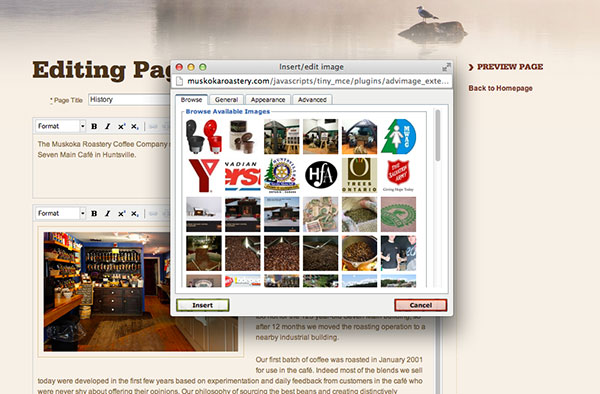 Insert/edit image
muskokaroastery.com/javascripts/tiny_mce/plugins/advimage_exte...
Editing Pag
❯ PREVIEW PAGE
Back to Homepage
* Page Title History
Browse General Appearance Advanced
Browse Available Images
Format B I X² X₂
The Muskoka Roastery Coffee Company
Seven Main Café in Huntsville.
Y
NADIAN
ers
HfA
TREES
ONTARIO
THE
SALVATION
ARMY
Giving Hope Today
Format B I X² X₂
Insert Cancel
after 12 months we moved the roasting operation to a
nearby industrial building.
Our first batch of coffee was roasted in January 2001
for use in the café. Indeed most of the blends we sell
today were developed in the first few years based on experimentation and daily feedback from customers in the café who
were never shy about offering their opinions. Our philosophy of sourcing the best beans and creating distinctively